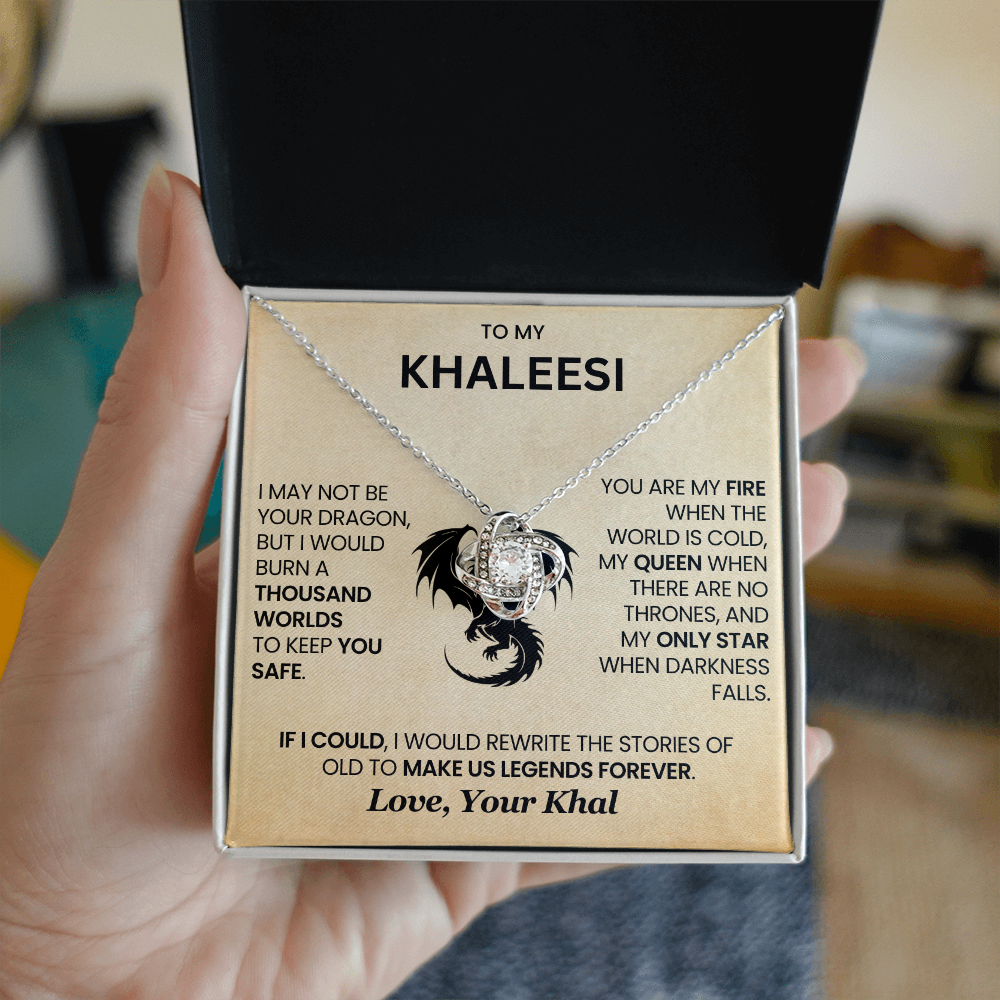 TO MY
KHALEESI
I MAY NOT BE
YOUR DRAGON,
BUT I WOULD
BURN A
THOUSAND
WORLDS
TO KEEP YOU
SAFE.
YOU ARE MY FIRE
WHEN THE
WORLD IS COLD,
MY QUEEN WHEN
THERE ARE NO
THRONES, AND
MY ONLY STAR
WHEN DARKNESS
FALLS.
IF I COULD, I WOULD REWRITE THE STORIES OF
OLD TO MAKE US LEGENDS FOREVER.
Love, Your Khal